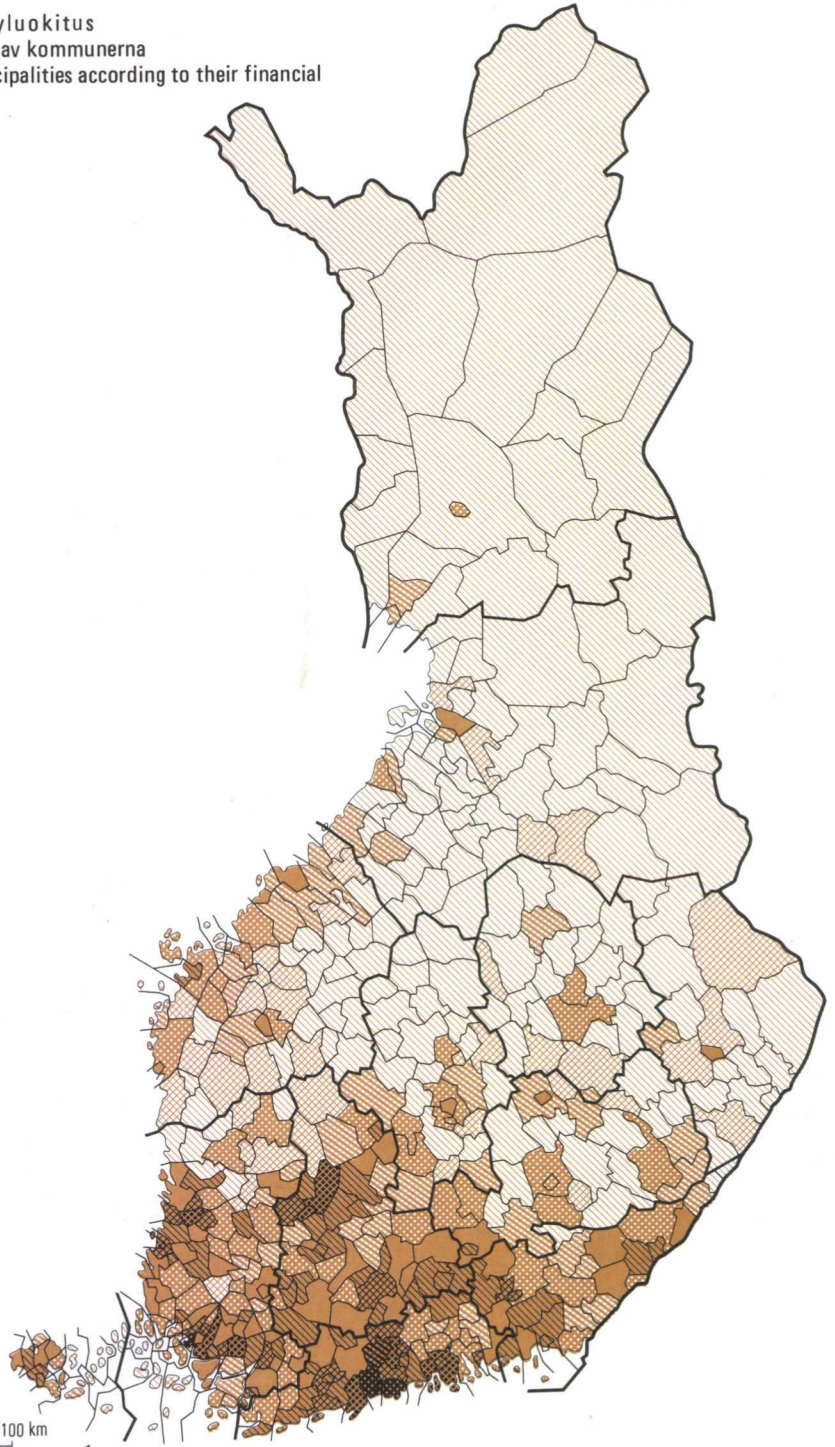 yluokitus
av kommunerna
cipalities according to their financial
100 km